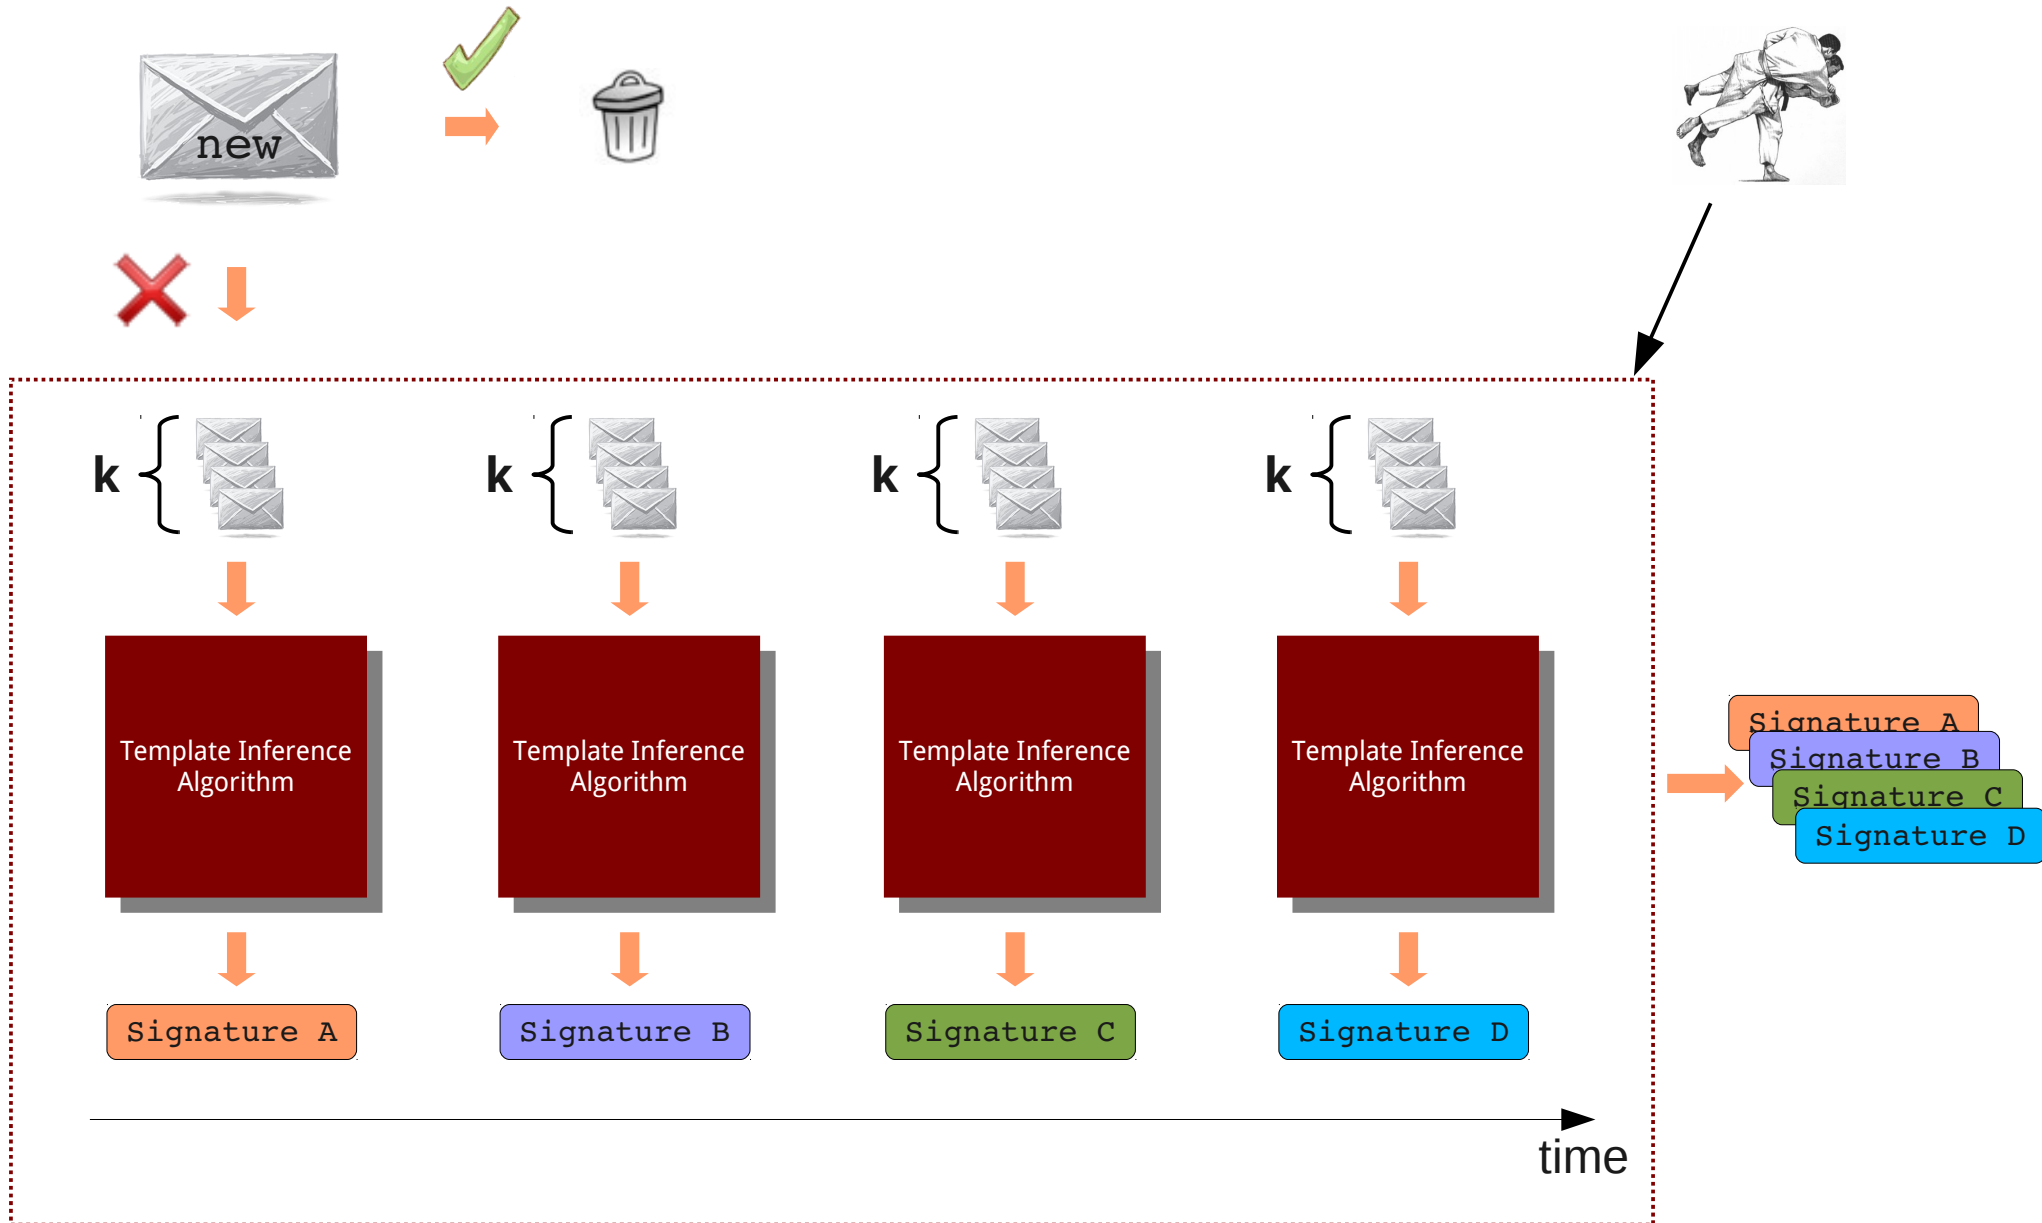 new
k
k
k
k
Template Inference
Algorithm
Template Inference
Algorithm
Template Inference
Algorithm
Template Inference
Algorithm
Signature A
Signature B
Signature C
Signature D
Signature A
Signature B
Signature C
Signature D
time